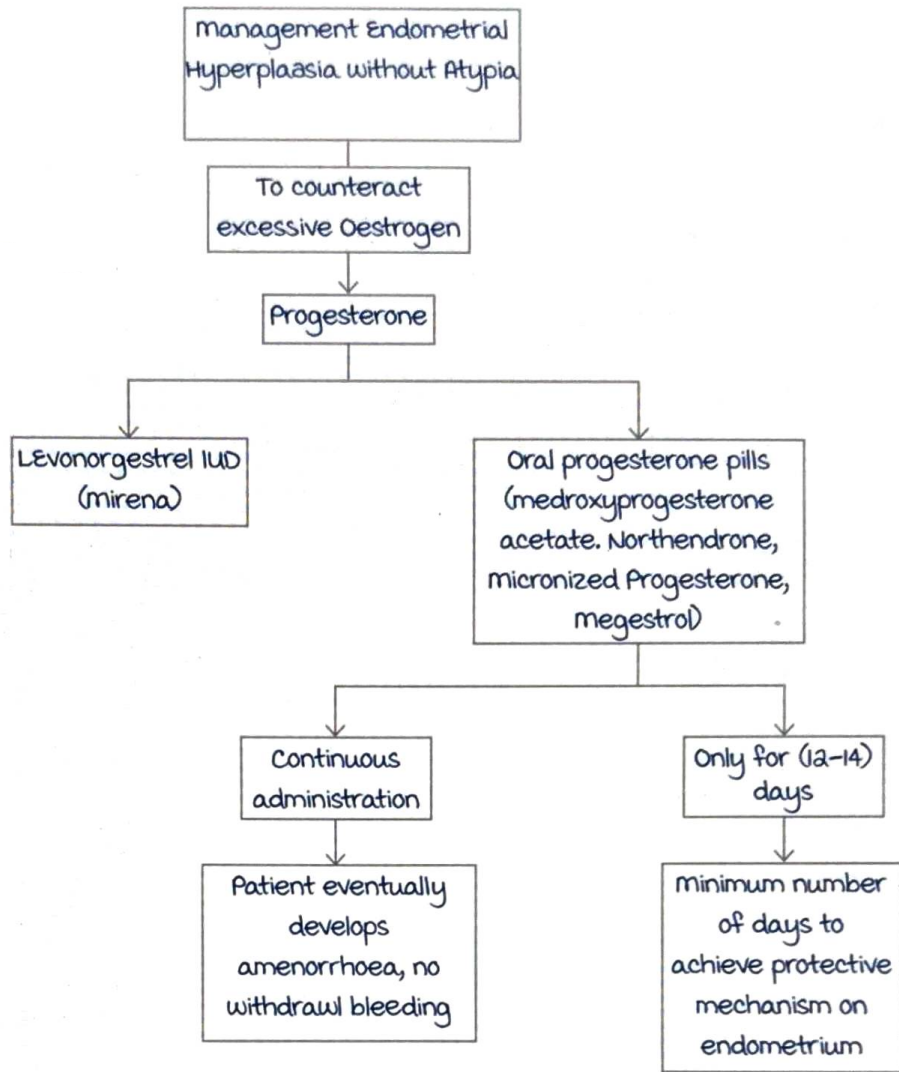 management Endometrial
Hyperplaasia without Atypia
To counteract
excessive Oestrogen
Progesterone
LEvonorgestrel IUD
(mirena)
Oral progesterone pills
(medroxyprogesterone
acetate. Northendrone,
micronized Progesterone,
megestrol)
Continuous
administration
Patient eventually
develops
amenorrhoea, no
withdrawl bleeding
Only for (12-14)
days
minimum number
of days to
achieve protective
mechanism on
endometrium